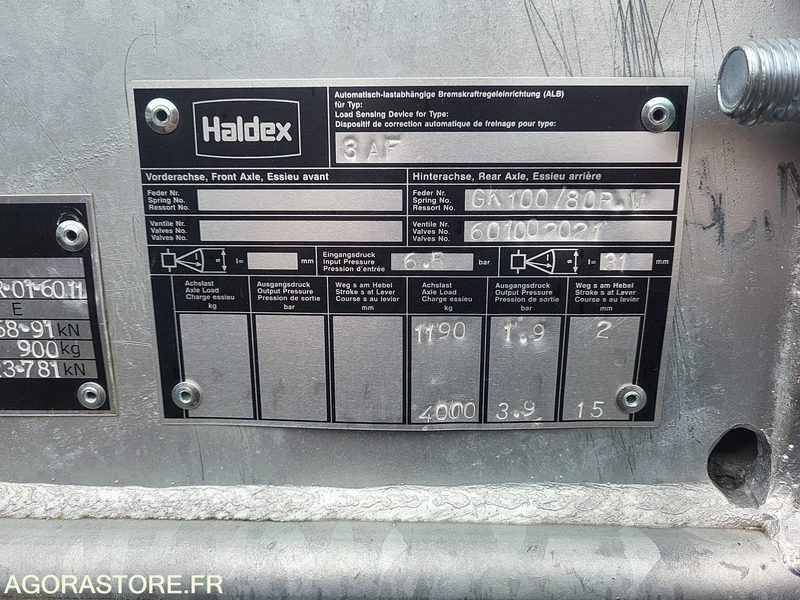 Haldex
Automatisch-lastabhängige Bremskraftregeleinrichtung (ALB)
für Typ:
Load Sensing Device for Type:
Dispositif de correction automatique de freinage pour type:
3AF
Vorderachse, Front Axle, Essieu avant
Hinterachse, Rear Axle, Essieu arrière
Feder Nr.
Spring No.
Ressort No.
Feder Nr.
Spring No.
Ressort No.
GK100/80P.W
Ventile Nr.
Valves No.
Valves No.
Ventile Nr.
Valves No.
Valves No.
601002021
l= mm
Eingangsdruck
Input Pressure
Pression d'entrée
6.5 bar
l= 31 mm
Achslast
Axle Load
Charge essieu
kg
Ausgangsdruck
Output Pressure
Pression de sortie
bar
Weg s am Hebel
Stroke s at Lever
Course s au levier
mm
Achslast
Axle Load
Charge essieu
kg
Ausgangsdruck
Output Pressure
Pression de sortie
bar
Weg s am Hebel
Stroke s at Lever
Course s au levier
mm
1190 1.9 2
4000 3.9 15
R-01-6011
E
68-91 kN
900 kg
3-781 kN
AGORASTORE.FR